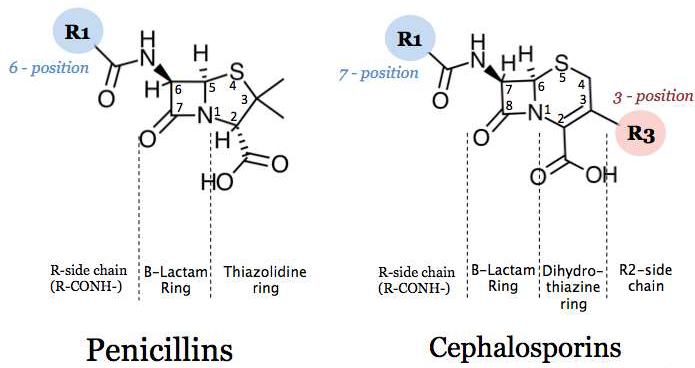 R1
6 - position
H
N
O
H
H
S
6
5
4
3
7
N
1
2
O
H
HO
O
R-side chain
(R-CONH-)
β-Lactam
Ring
Thiazolidine
ring
Penicillins
R1
7 - position
H
N
O
H
H
S
7
6
5
4
3
8
N
1
2
O
3 - position
R3
O
OH
R-side chain
(R-CONH-)
β-Lactam
Ring
Dihydro-
thiazine
ring
R2-side
chain
Cephalosporins